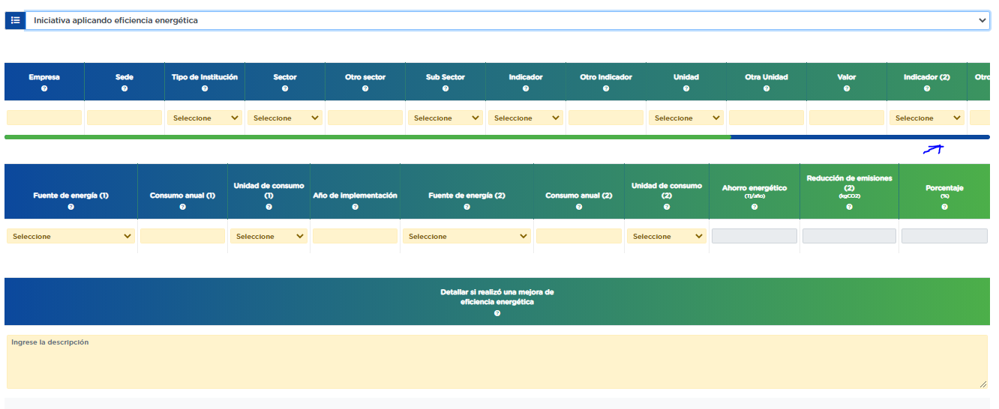 Iniciativa aplicando eficiencia energética
Empresa Sede Tipo de Institución Sector Otro sector Sub Sector Indicador Otro Indicador Unidad Otra Unidad Valor Indicador (2) Otro
Seleccione Seleccione Seleccione Seleccione Seleccione Seleccione
Fuente de energía (1) Consumo anual (1) Unidad de consumo (1) Año de implementación Fuente de energía (2) Consumo anual (2) Unidad de consumo (2) Ahorro energético (Tj/año) Reducción de emisiones (2) (kgCO2) Porcentaje (%)
Seleccione Seleccione Seleccione Seleccione
Detallar si realizó una mejora de
eficiencia energética
Ingrese la descripción